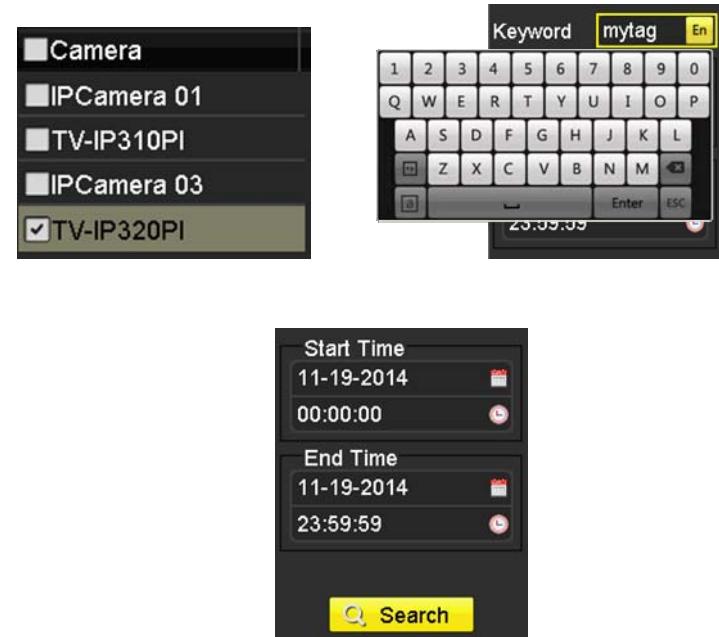 Camera
IPCamera 01
TV-IP310PI
IPCamera 03
TV-IP320PI
Keyword mytag En
1 2 3 4 5 6 7 8 9 0
Q W E R T Y U I O P
A S D F G H J K L
Z X C V B N M
Enter ESC
23:59:59
Start Time
11-19-2014
00:00:00
End Time
11-19-2014
23:59:59
Search